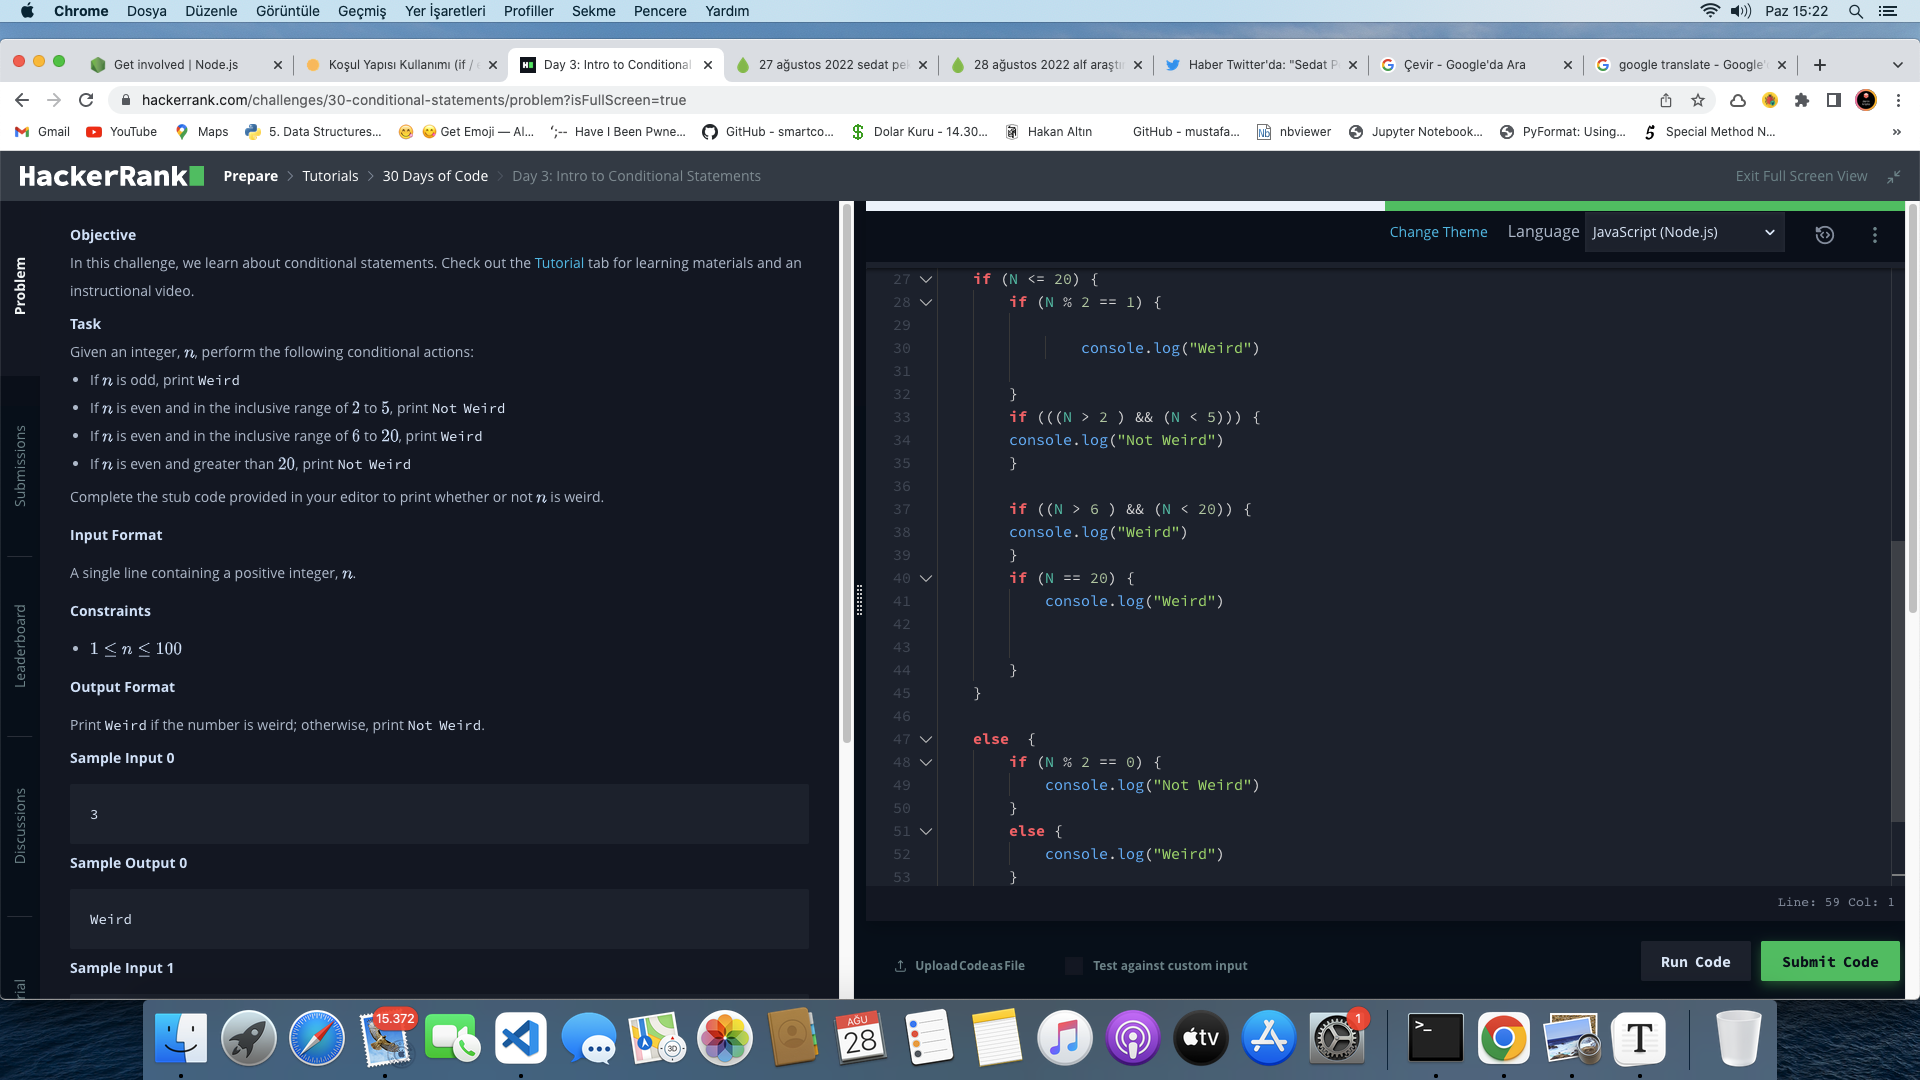 Chrome Dosya Düzenle Görüntüle Geçmiş Yer İşaretleri Profiller Sekme Pencere Yardım Paz 15:22
Get involved | Node.js
Koşul Yapısı Kullanımı (if /
Day 3: Intro to Conditional
27 ağustos 2022 sedat pe
28 ağustos 2022 alf araştı
Haber Twitter'da: "Sedat P
Çevir - Google'da Ara
google translate - Google'
hackerrank.com/challenges/30-conditional-statements/problem?isFullScreen=true
Gmail YouTube Maps 5. Data Structures... Get Emoji — Al... Have I Been Pwne... GitHub - smartco... Dolar Kuru - 14.30... Hakan Altın GitHub - mustafa... nbviewer Jupyter Notebook... PyFormat: Using... Special Method N... »
HackerRank Prepare > Tutorials > 30 Days of Code > Day 3: Intro to Conditional Statements Exit Full Screen View
Problem
Submissions
Leaderboard
Discussions
rial
Objective
In this challenge, we learn about conditional statements. Check out the Tutorial tab for learning materials and an
instructional video.
Task
Given an integer, n, perform the following conditional actions:
• If n is odd, print Weird
• If n is even and in the inclusive range of 2 to 5, print Not Weird
• If n is even and in the inclusive range of 6 to 20, print Weird
• If n is even and greater than 20, print Not Weird
Complete the stub code provided in your editor to print whether or not n is weird.
Input Format
A single line containing a positive integer, n.
Constraints
• 1 ≤ n ≤ 100
Output Format
Print Weird if the number is weird; otherwise, print Not Weird.
Sample Input 0
3
Sample Output 0
Weird
Sample Input 1
Change Theme Language JavaScript (Node.js)
27 if (N <= 20) {
28 if (N % 2 == 1) {
29
30 console.log("Weird")
31
32 }
33 if (((N > 2 ) && (N < 5))) {
34 console.log("Not Weird")
35 }
36
37 if ((N > 6 ) && (N < 20)) {
38 console.log("Weird")
39 }
40 if (N == 20) {
41 console.log("Weird")
42
43
44 }
45 }
46
47 else {
48 if (N % 2 == 0) {
49 console.log("Not Weird")
50 }
51 else {
52 console.log("Weird")
53 }
Line: 59 Col: 1
Upload Code as File Test against custom input Run Code Submit Code
15.372
3D
AĞU
28
tv
1
>_
T